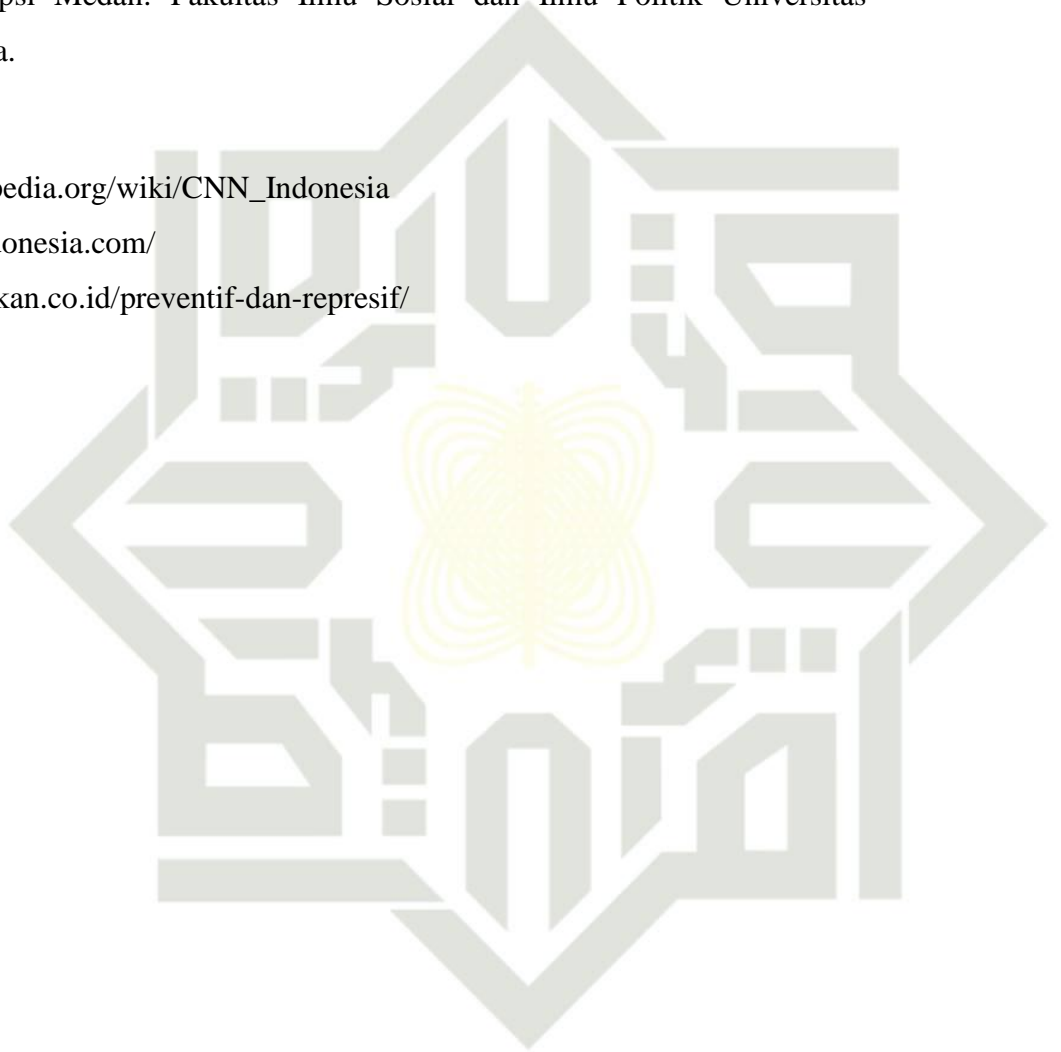 psi Medan: Fakultas Ilmu Sosial dan Ilmu Politik Universitas
a.
pedia.org/wiki/CNN_Indonesia
donesia.com/
kan.co.id/preventif-dan-represif/